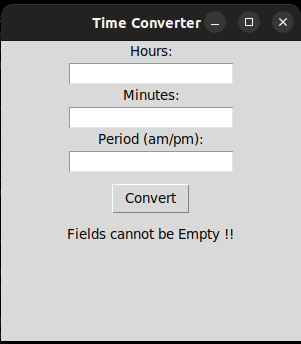 Time Converter
Hours:
Minutes:
Period (am/pm):
Convert
Fields cannot be Empty !!